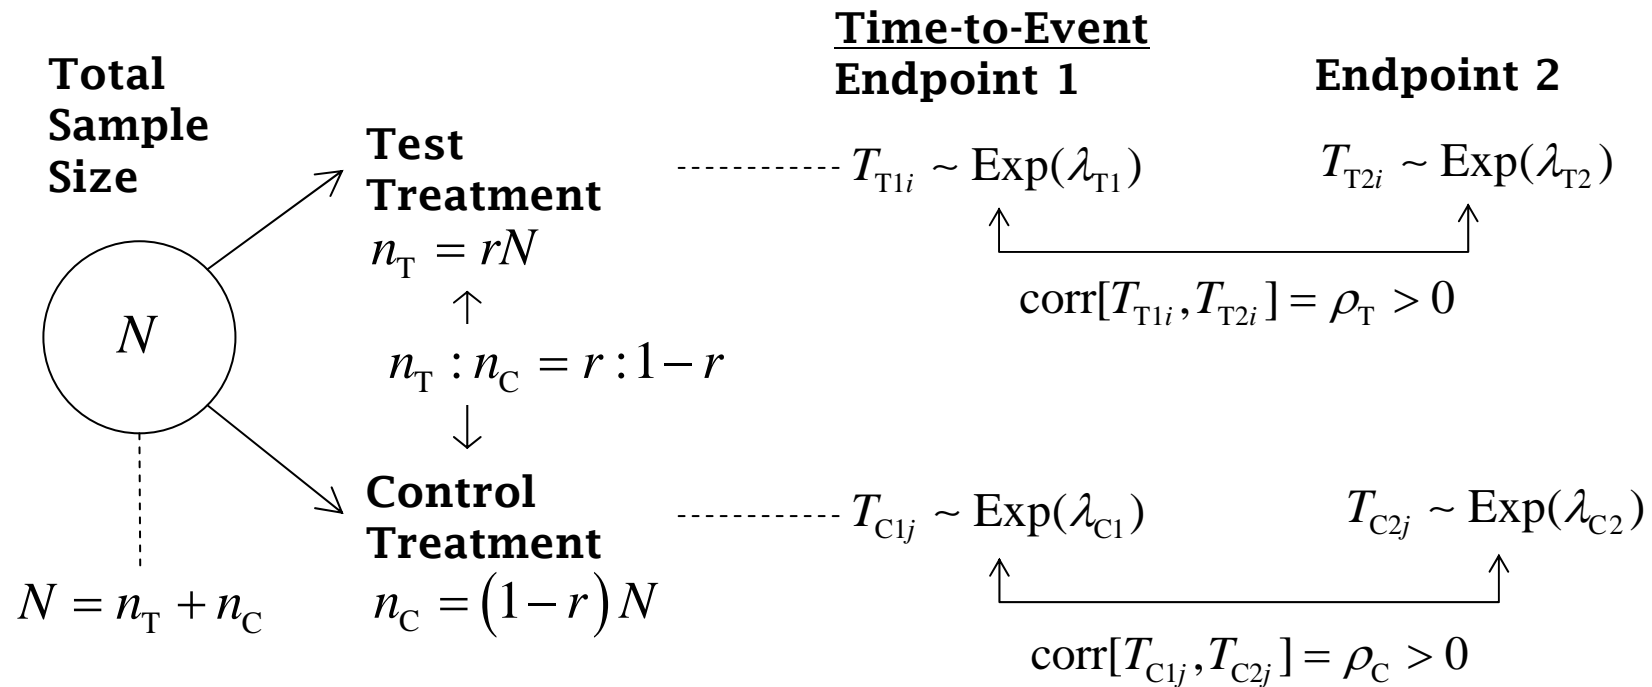 Total
Sample
Size
N
N = n_T + n_C
Test
Treatment
n_T = rN
↑
n_T : n_C = r : 1 − r
↓
Control
Treatment
n_C = (1 − r) N
Time-to-Event
Endpoint 1
Endpoint 2
T_T1i ~ Exp(λ_T1)
T_T2i ~ Exp(λ_T2)
corr[T_T1i, T_T2i] = ρ_T > 0
T_C1j ~ Exp(λ_C1)
T_C2j ~ Exp(λ_C2)
corr[T_C1j, T_C2j] = ρ_C > 0